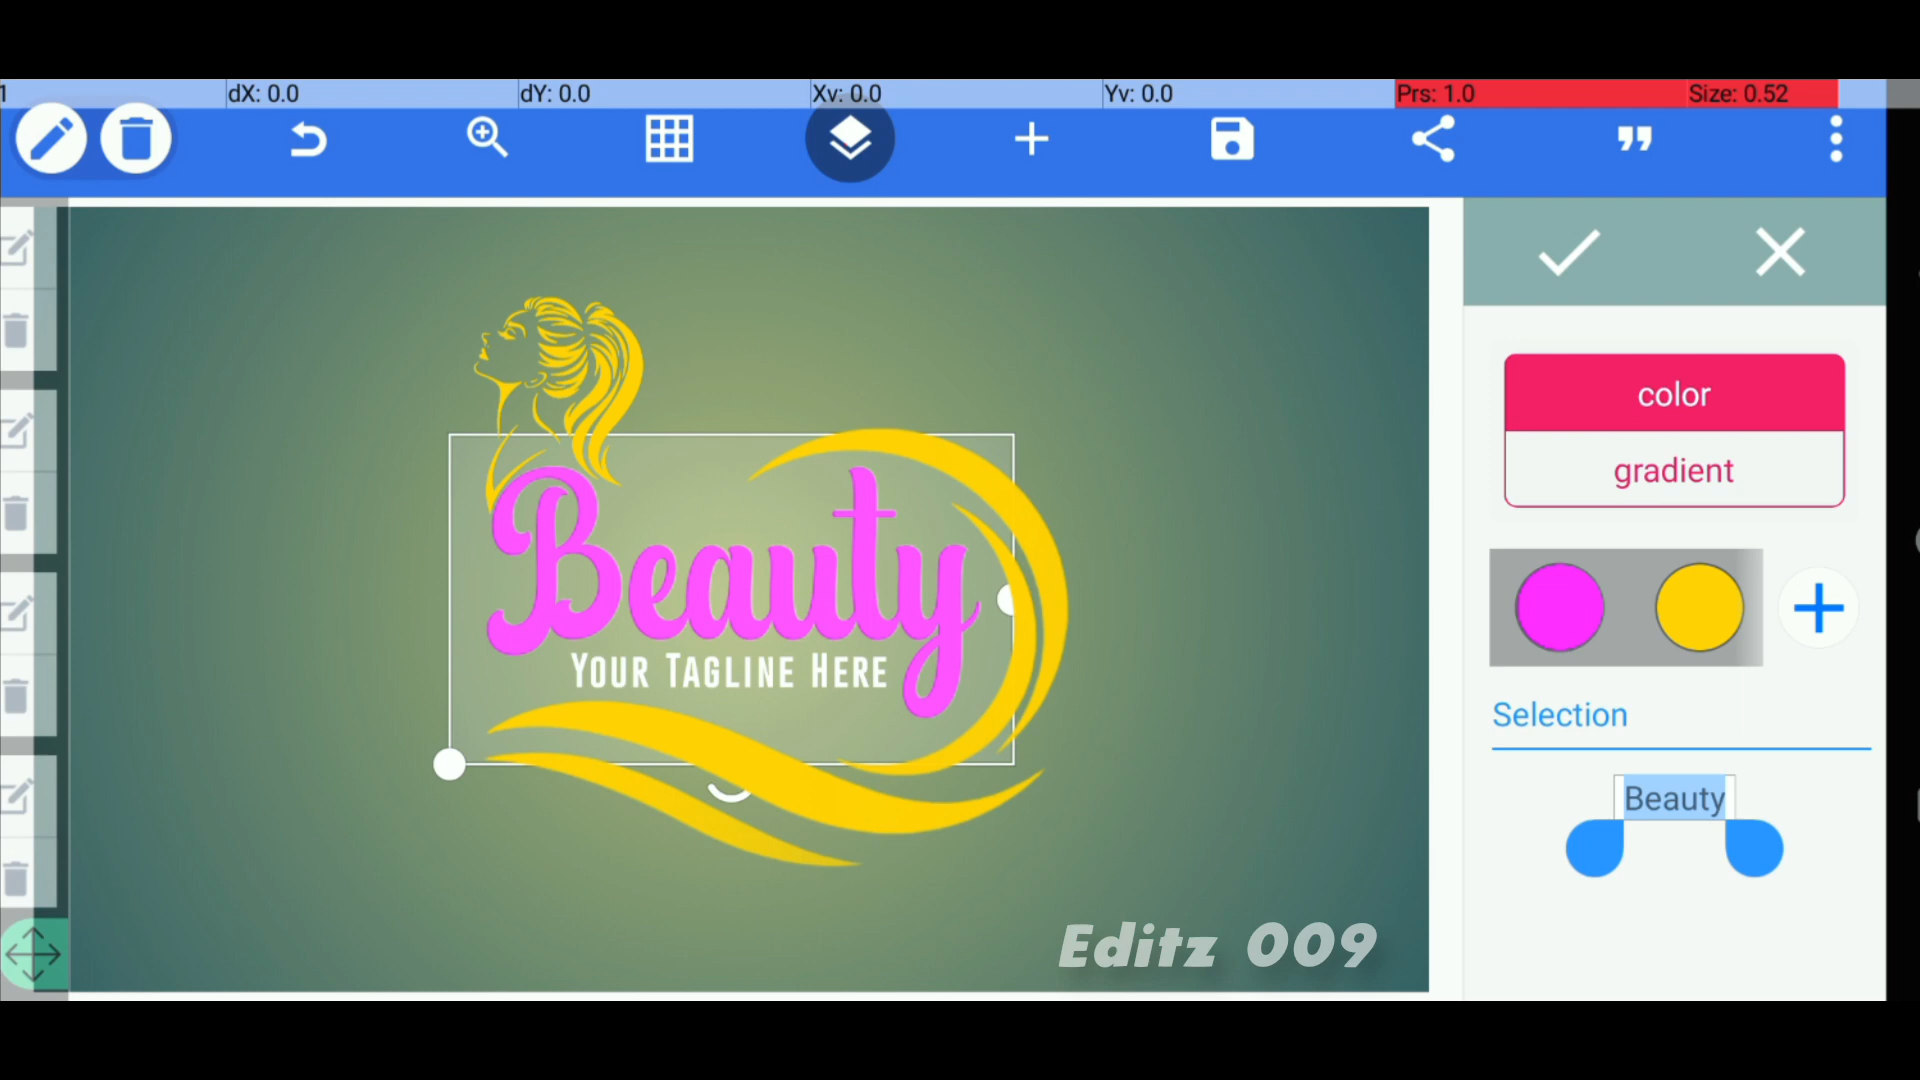 1 dX: 0.0 dY: 0.0 Xv: 0.0 Yv: 0.0 Prs: 1.0 Size: 0.52
color
gradient
Beauty
Your Tagline Here
Selection
Beauty
Editz 009